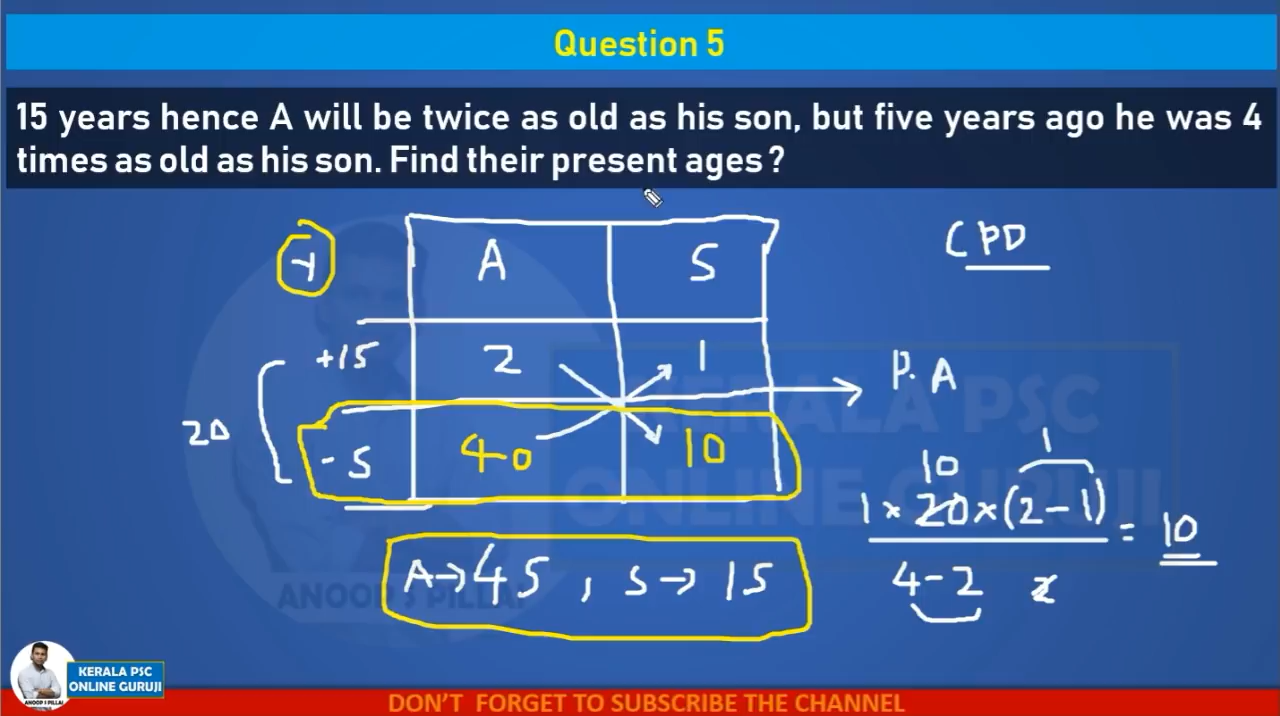 Question 5
15 years hence A will be twice as old as his son, but five years ago he was 4
times as old as his son. Find their present ages ?
A S
CPD
+15 2 1
P. A
20
- 5 40 10
10 1
1 × 20 × (2 - 1)
= 10
4 - 2
A → 45 , S → 15
KERALA PSC
ONLINE GURUJI
ANOOP S PILLAI
KERALA PSC
ONLINE GURUJI
ANOOP S PILLAI
DON'T FORGET TO SUBSCRIBE THE CHANNEL